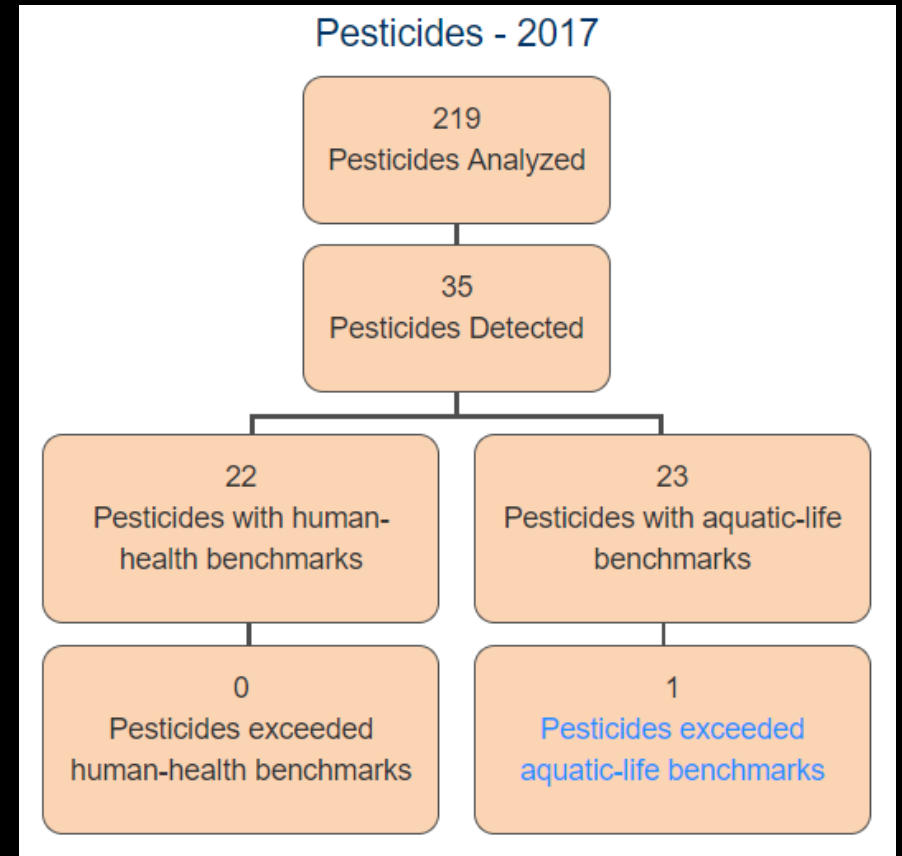 Pesticides - 2017
219
Pesticides Analyzed
35
Pesticides Detected
22
Pesticides with human-
health benchmarks
23
Pesticides with aquatic-life
benchmarks
0
Pesticides exceeded
human-health benchmarks
1
Pesticides exceeded
aquatic-life benchmarks